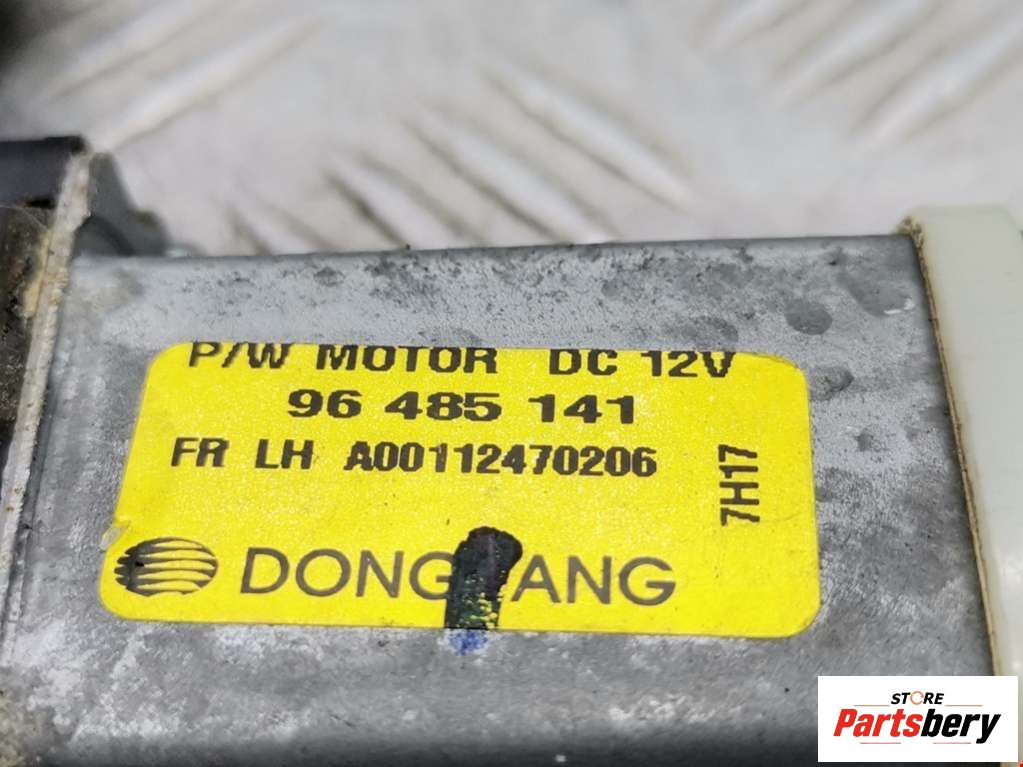 P/W MOTOR DC 12V
96 485 141
FR LH A00112470206
7H17
STORE
Partsbery